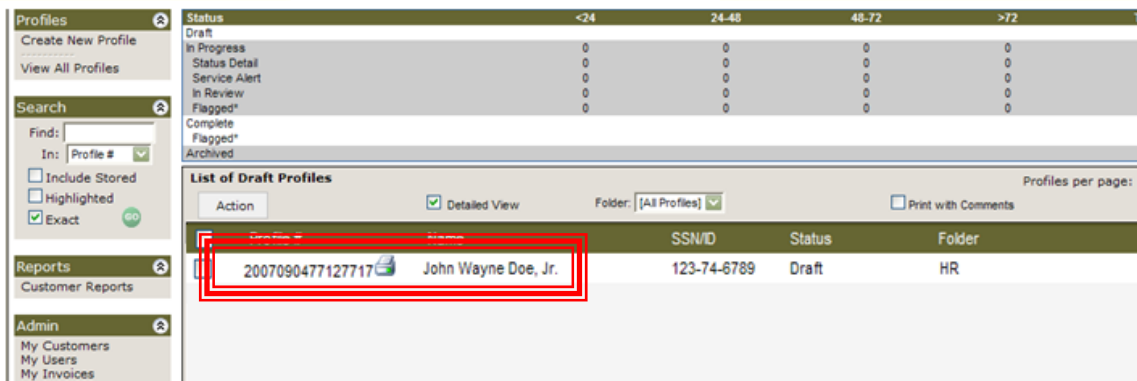 Profiles
Create New Profile
----------
View All Profiles
Search
Find:
In: Profile #
Include Stored
Highlighted
Exact GO
Reports
Customer Reports
Admin
My Customers
My Users
My Invoices
Status <24 24-48 48-72 >72
Draft
In Progress 0 0 0 0
Status Detail 0 0 0 0
Service Alert 0 0 0 0
In Review 0 0 0 0
Flagged* 0 0 0 0
Complete
Flagged*
Archived
List of Draft Profiles Profiles per page:
Action Detailed View Folder: [All Profiles] Print with Comments
Profile # Name SSN/ID Status Folder
2007090477127717 John Wayne Doe, Jr. 123-74-6789 Draft HR